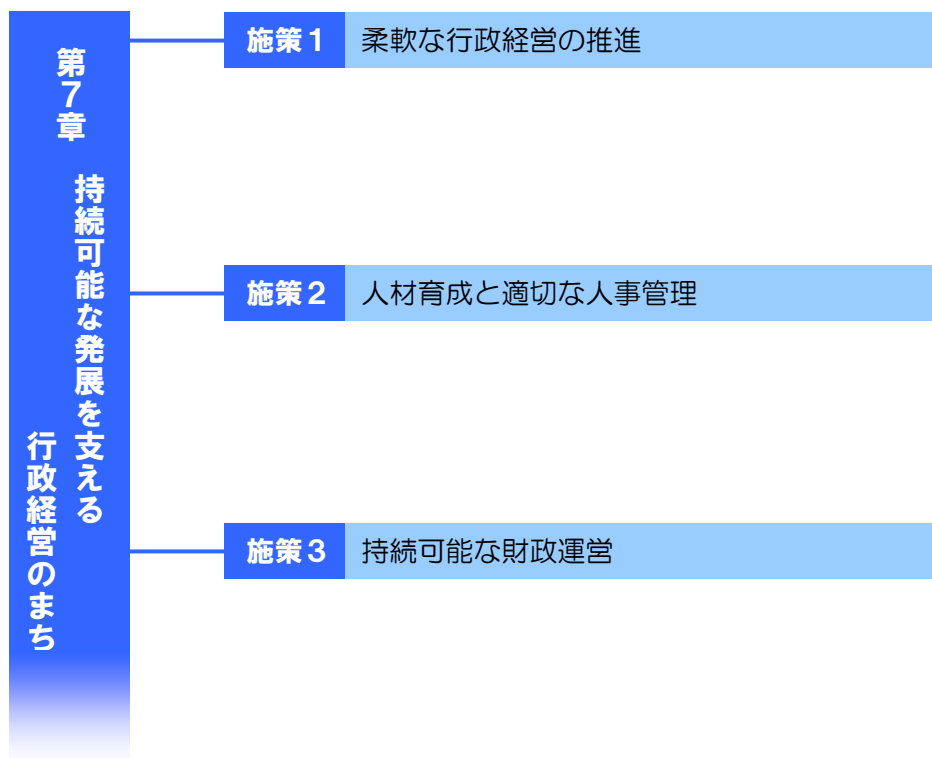 第7章
持続可能な発展を支える
行政経営のまち
施策1 柔軟な行政経営の推進
施策2 人材育成と適切な人事管理
施策3 持続可能な財政運営